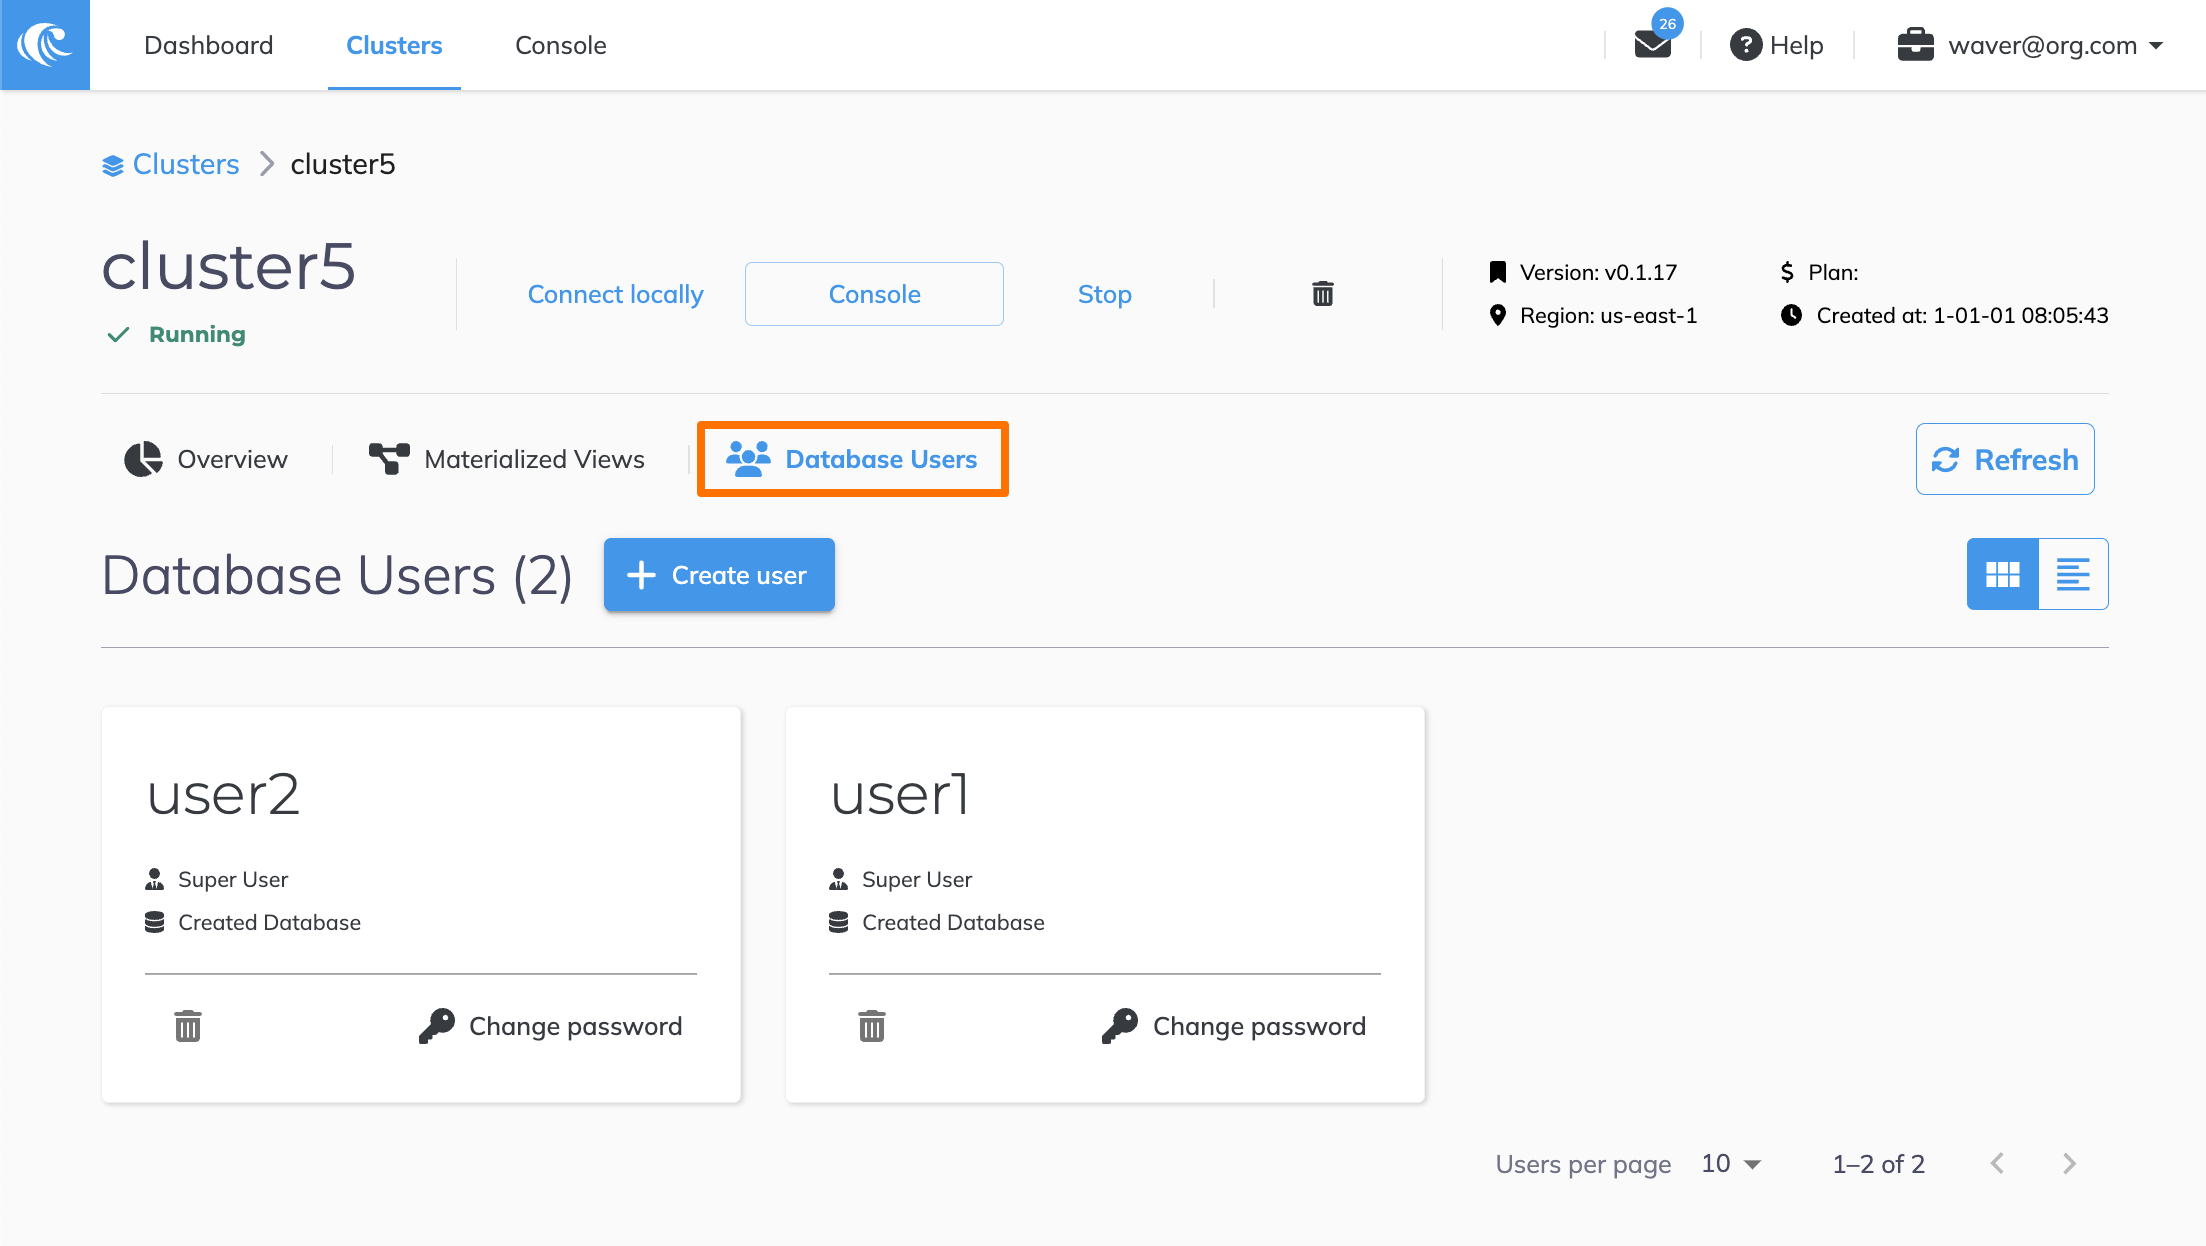 Dashboard Clusters Console 26 Help waver@org.com
Clusters cluster5
cluster5
Running
Connect locally Console Stop
Version: v0.1.17 Plan:
Region: us-east-1 Created at: 1-01-01 08:05:43
Overview Materialized Views Database Users Refresh
Database Users (2) Create user
user2
Super User
Created Database
Change password
user1
Super User
Created Database
Change password
Users per page 10 1–2 of 2